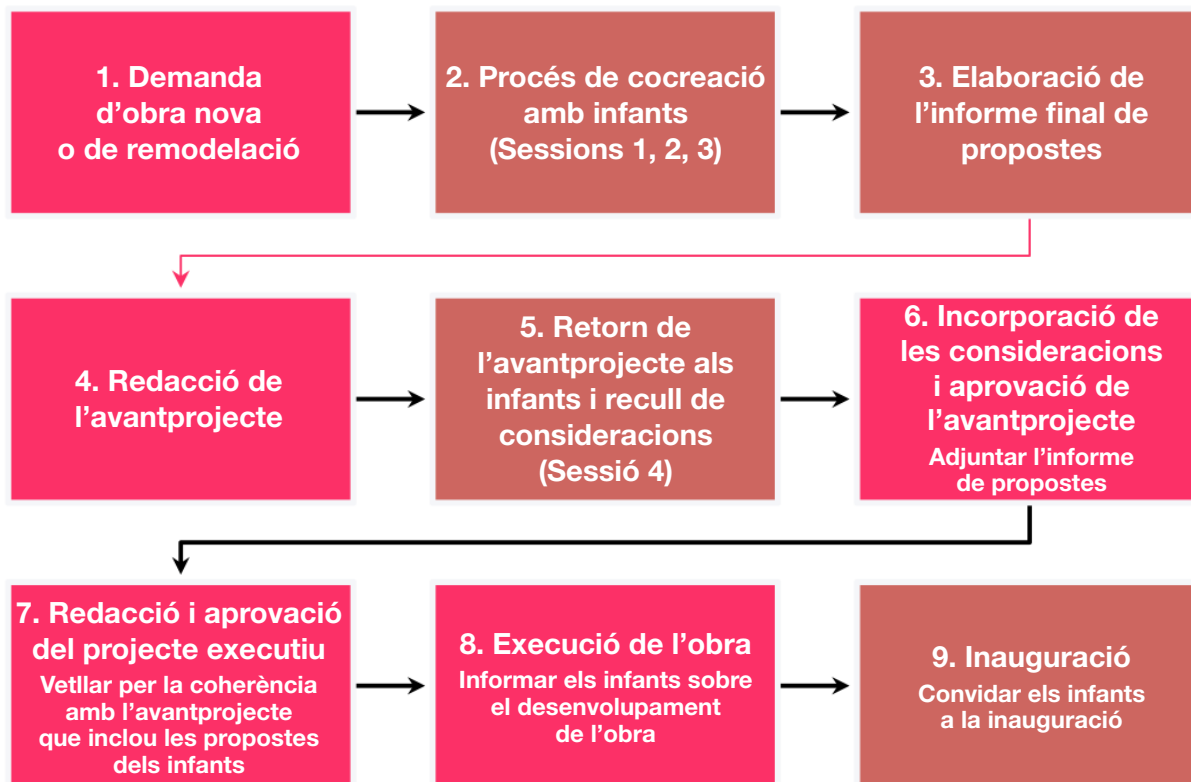 1. Demanda
d’obra nova
o de remodelació
2. Procés de cocreació
amb infants
(Sessions 1, 2, 3)
3. Elaboració de
l’informe final de
propostes
4. Redacció de
l’avantprojecte
5. Retorn de
l’avantprojecte als
infants i recull de
consideracions
(Sessió 4)
6. Incorporació de
les consideracions
i aprovació de
l’avantprojecte
Adjuntar l’informe
de propostes
7. Redacció i aprovació
del projecte executiu
Vetllar per la coherència
amb l’avantprojecte
que inclou les propostes
dels infants
8. Execució de l’obra
Informar els infants sobre
el desenvolupament
de l’obra
9. Inauguració
Convidar els infants
a la inauguració